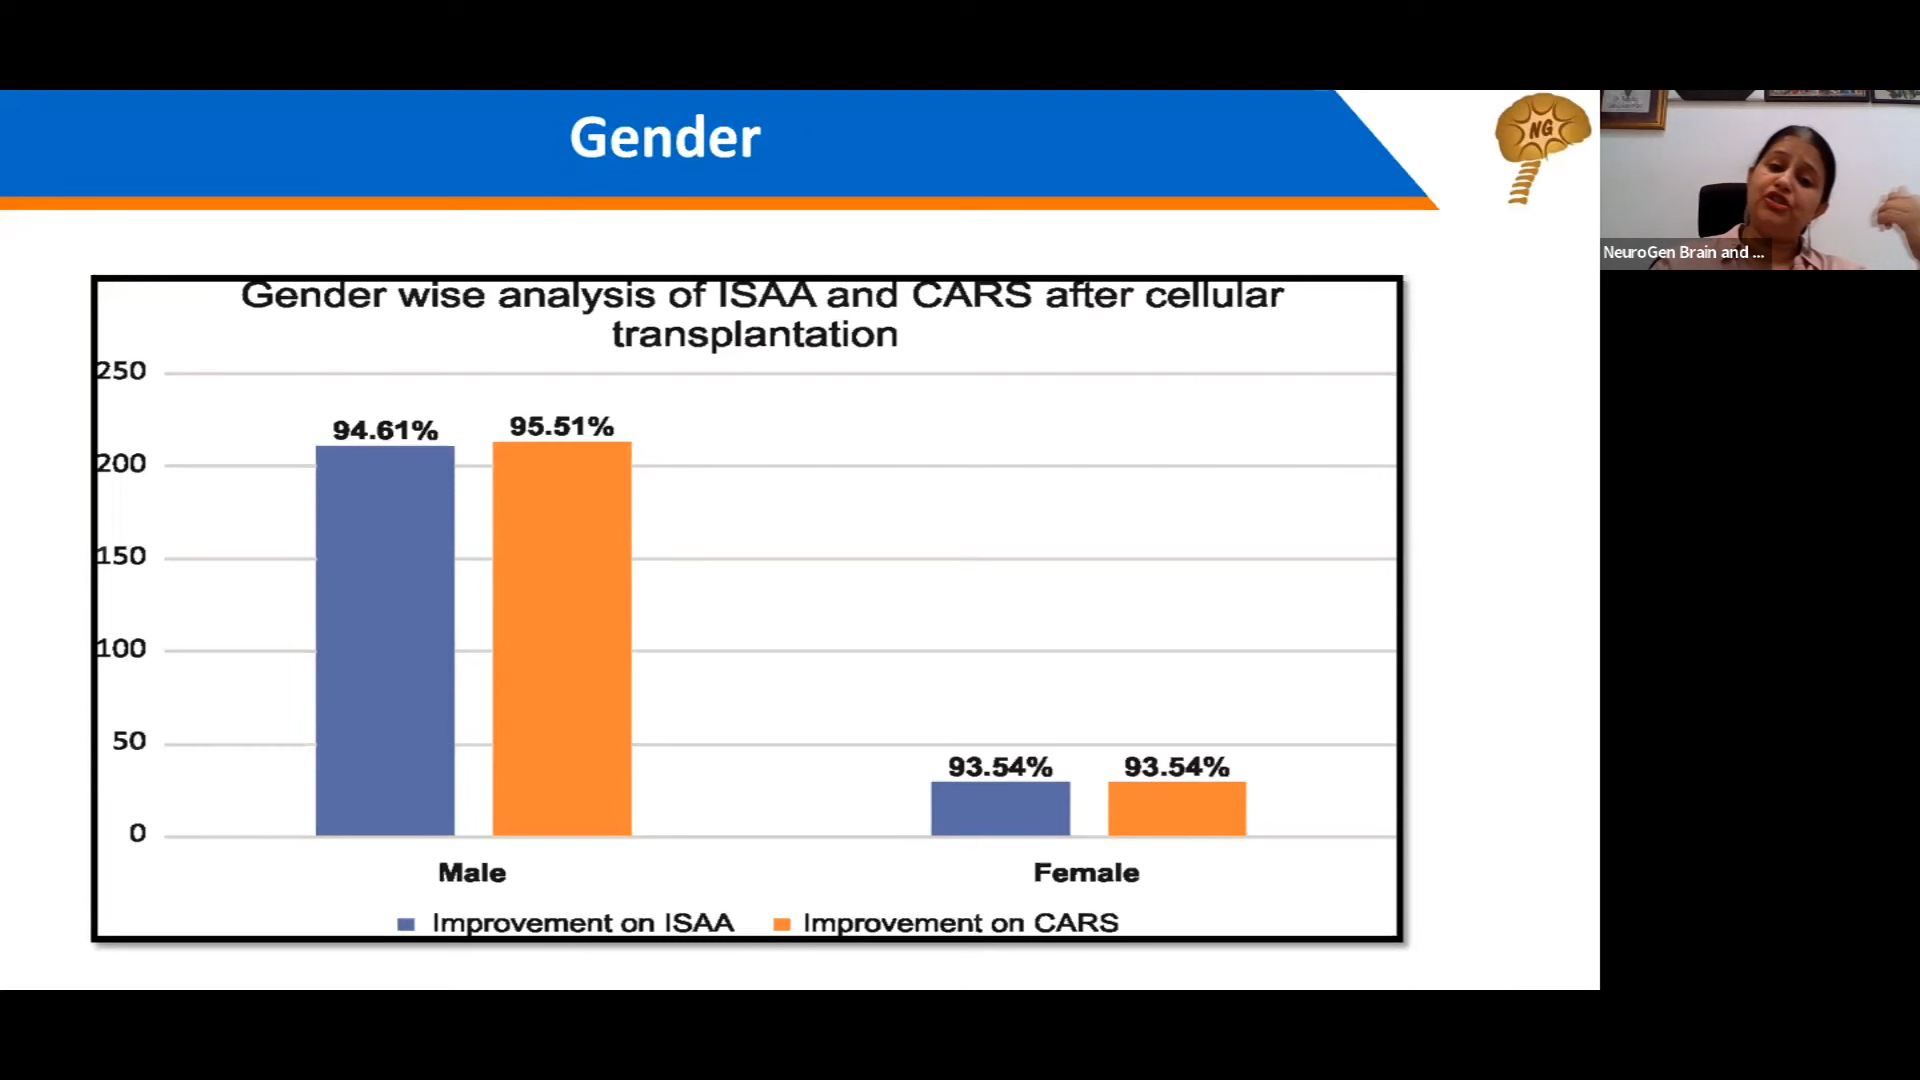 Gender
NG
NeuroGen Brain and ...
Gender wise analysis of ISAA and CARS after cellular
transplantation
250
200
150
100
50
0
94.61%
95.51%
93.54%
93.54%
Male
Female
Improvement on ISAA
Improvement on CARS